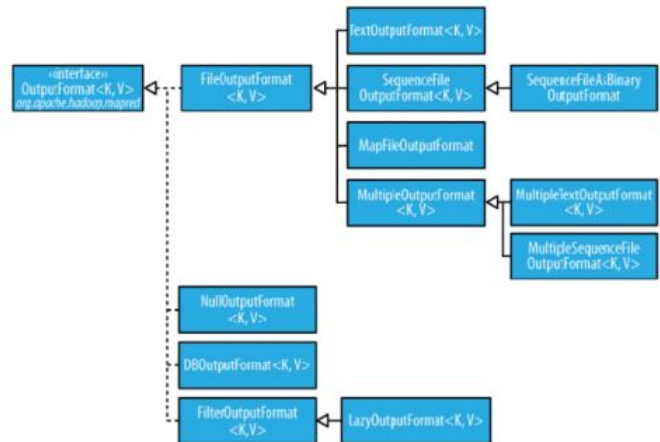 «interface»
OutputFormat<K, V>
org.apache.hadoop.mapred
FileOutputFormat
<K, V>
TextOutputFormat<K, V>
SequenceFile
OutputFormat<K, V>
SequenceFileAsBinary
OutputFormat
MapFileOutputFormat
MultipleOutputFormat
<K, V>
MultipleTextOutputFormat
<K, V>
MultipleSequenceFile
OutputFormat<K, V>
NullOutputFormat
<K, V>
DBOutputFormat<K, V>
FilterOutputFormat
<K,V>
LazyOutputFormat<K, V>